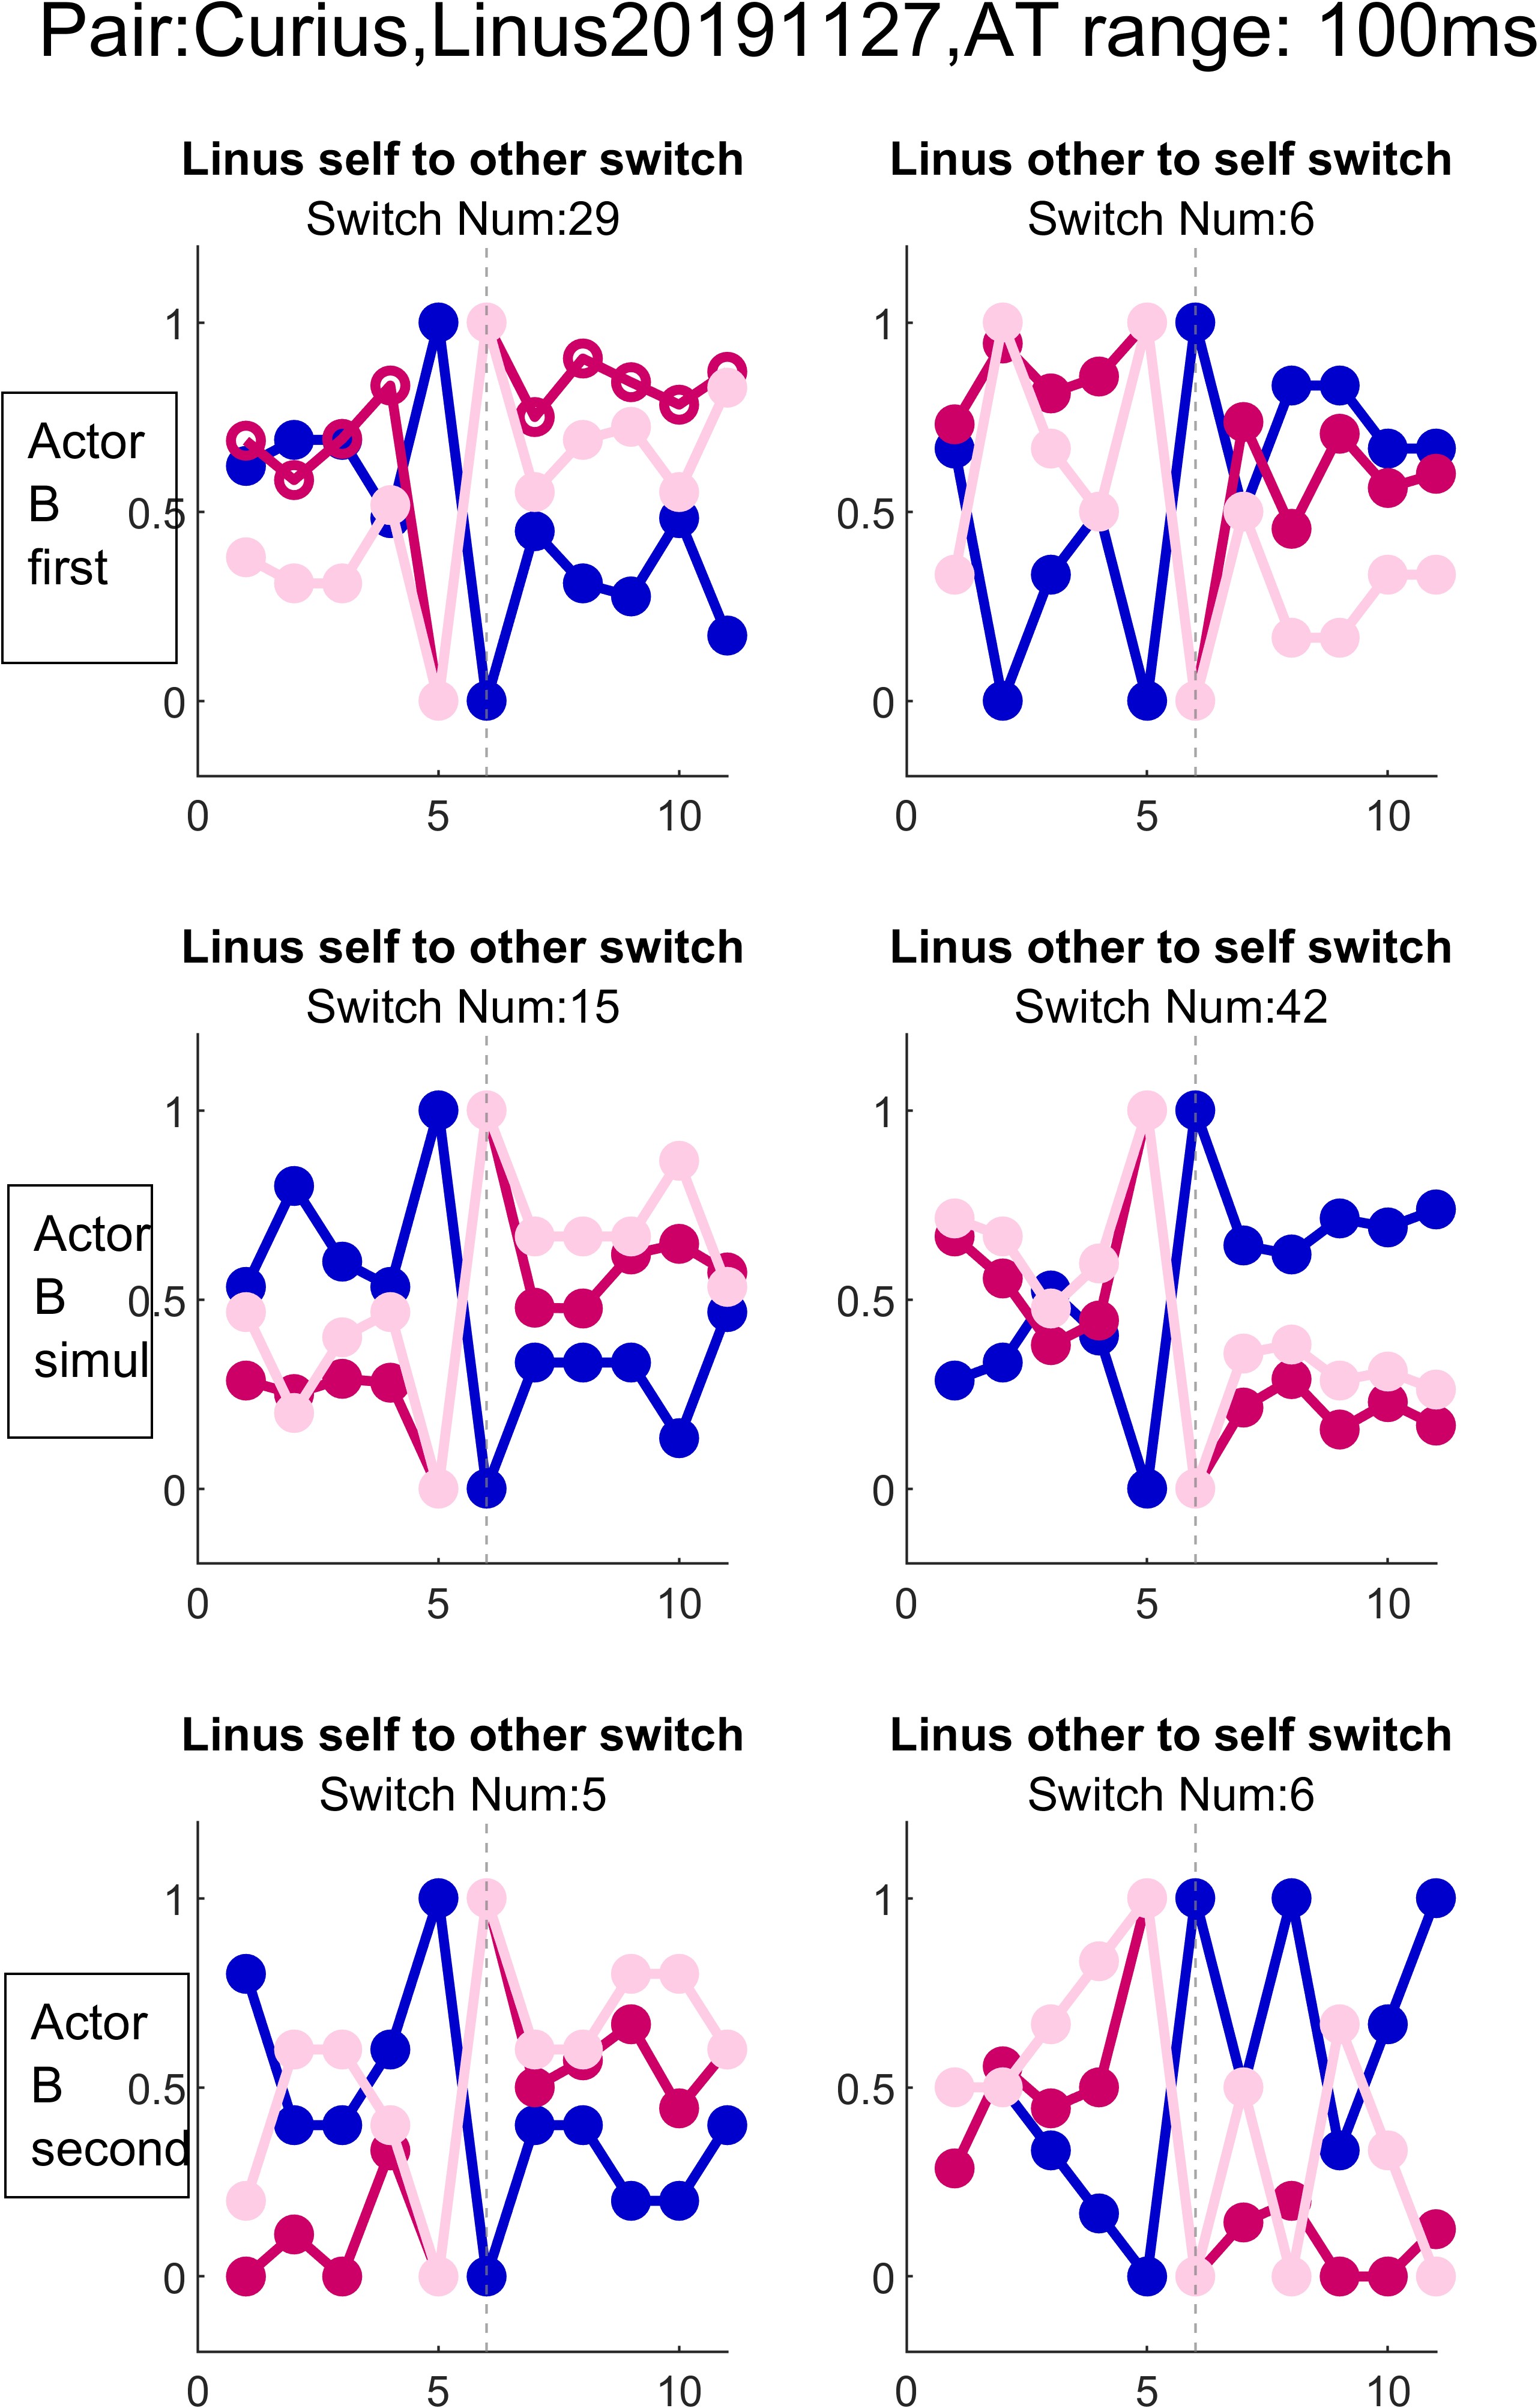 Pair:Curius,Linus20191127,AT range: 100ms
Linus self to other switch
Switch Num:29
1
0.5
0
0
5
10
Linus other to self switch
Switch Num:6
1
0.5
0
0
5
10
Actor
B
first
Linus self to other switch
Switch Num:15
1
0.5
0
0
5
10
Linus other to self switch
Switch Num:42
1
0.5
0
0
5
10
Actor
B
simul
Linus self to other switch
Switch Num:5
1
0.5
0
0
5
10
Linus other to self switch
Switch Num:6
1
0.5
0
0
5
10
Actor
B
second